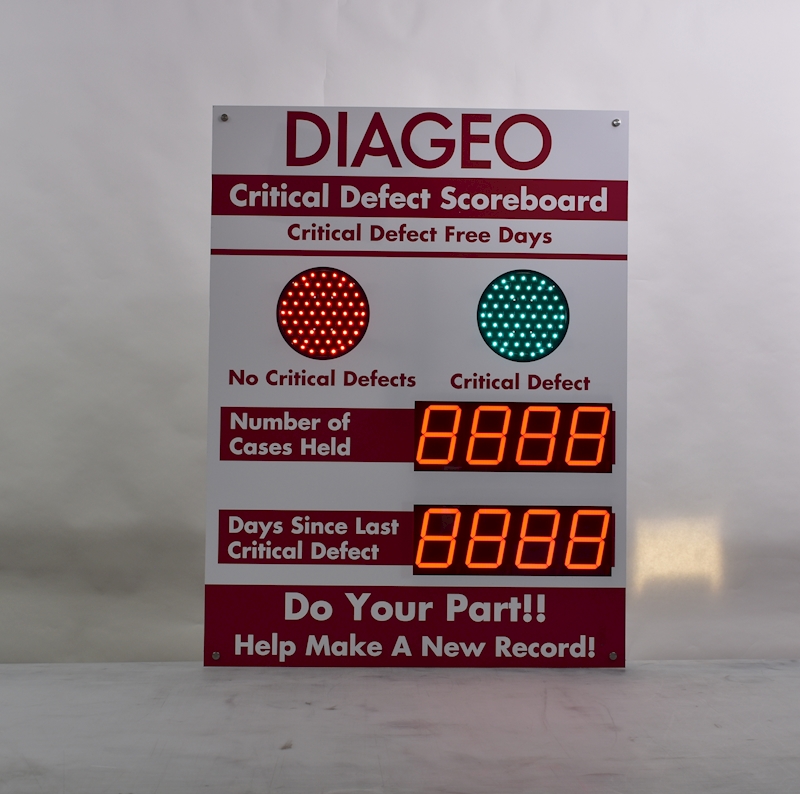 DIAGEO
Critical Defect Scoreboard
Critical Defect Free Days
No Critical Defects Critical Defect
Number of
Cases Held
8888
Days Since Last
Critical Defect
8888
Do Your Part!!
Help Make A New Record!